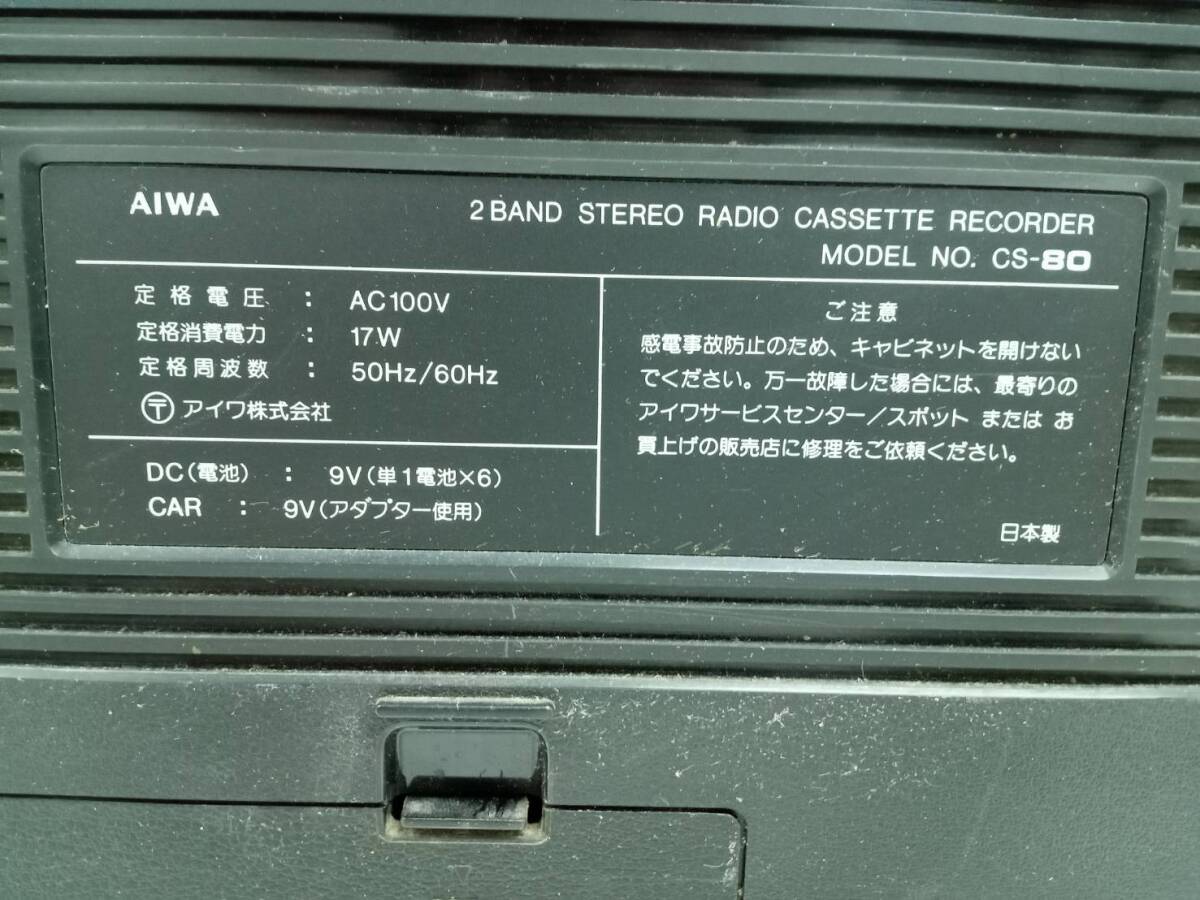 AIWA
2 BAND STEREO RADIO CASSETTE RECORDER
MODEL NO. CS-80
定格電圧 : AC100V
定格消費電力 : 17W
定格周波数 : 50Hz/60Hz
〶 アイワ株式会社
DC(電池) : 9V(単1電池×6)
CAR : 9V(アダプター使用)
ご注意
感電事故防止のため、キャビネットを開けない
でください。万一故障した場合には、最寄りの
アイワサービスセンター/スポット または お
買上げの販売店に修理をご依頼ください。
日本製